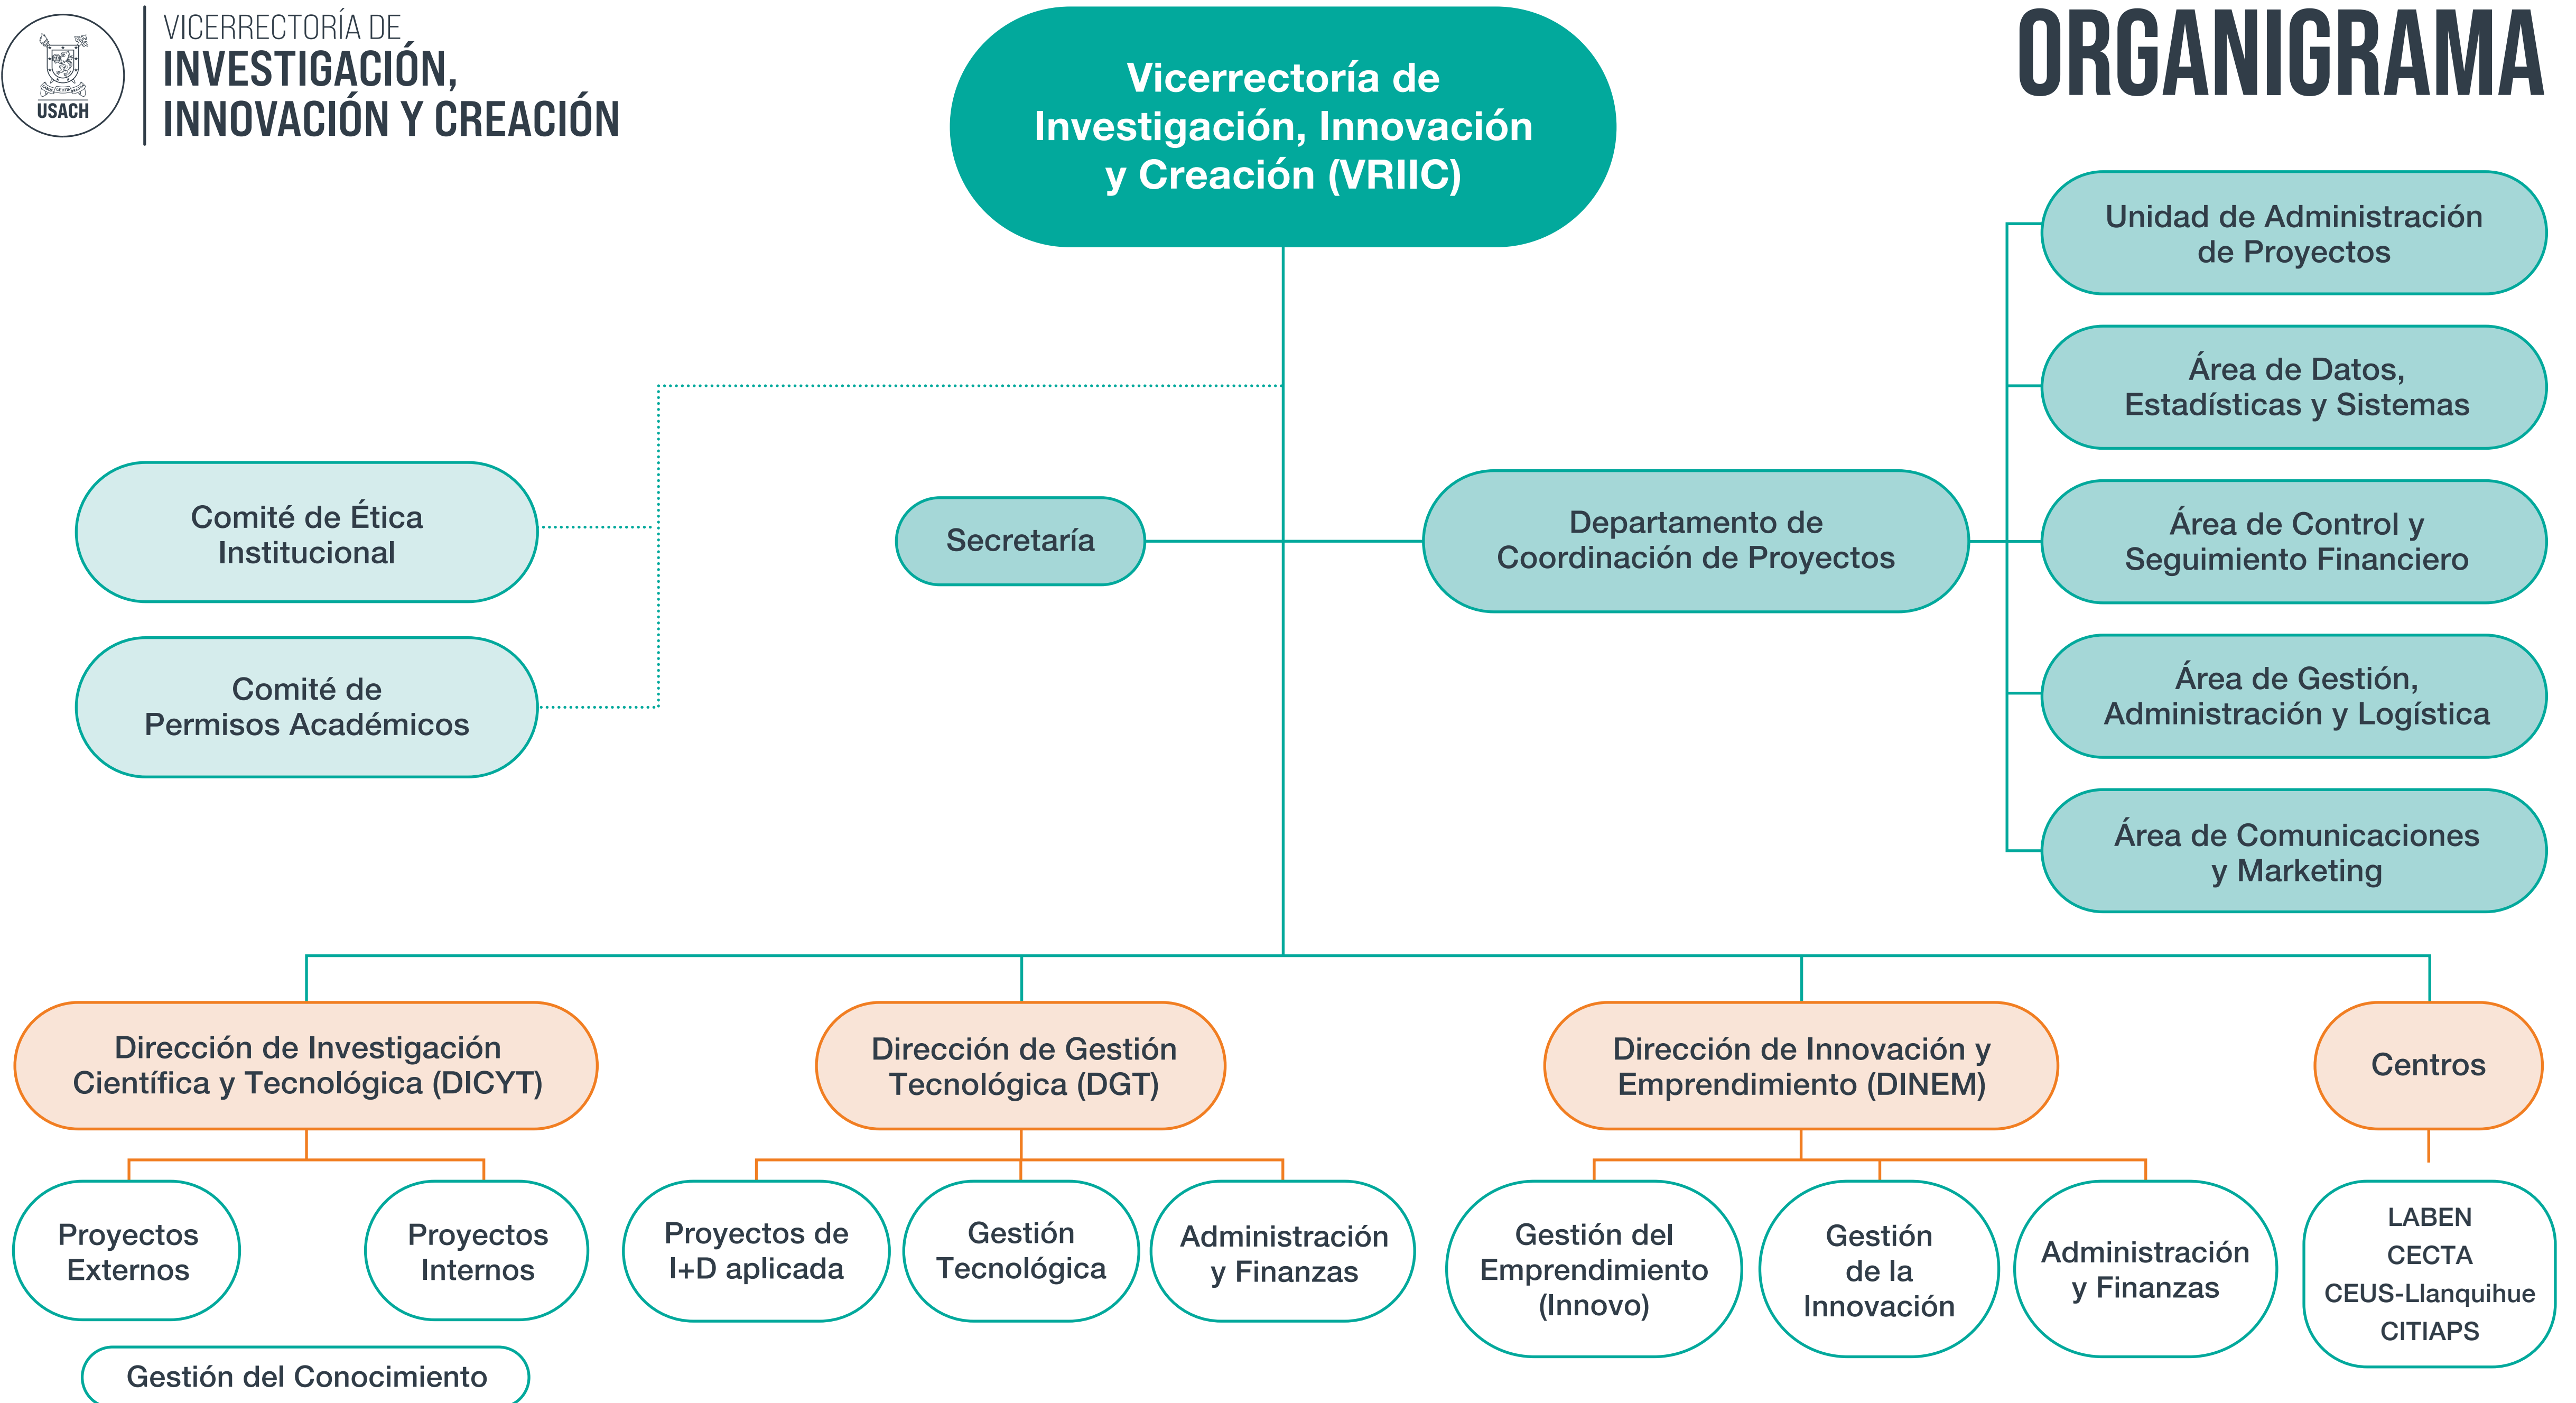 USACH
VICERRECTORÍA DE
INVESTIGACIÓN,
INNOVACIÓN Y CREACIÓN
ORGANIGRAMA
Vicerrectoría de
Investigación, Innovación
y Creación (VRIIC)
Unidad de Administración
de Proyectos
Área de Datos,
Estadísticas y Sistemas
Comité de Ética
Institucional
Secretaría
Departamento de
Coordinación de Proyectos
Área de Control y
Seguimiento Financiero
Comité de
Permisos Académicos
Área de Gestión,
Administración y Logística
Área de Comunicaciones
y Marketing
Dirección de Investigación
Científica y Tecnológica (DICYT)
Dirección de Gestión
Tecnológica (DGT)
Dirección de Innovación y
Emprendimiento (DINEM)
Centros
Proyectos
Externos
Proyectos
Internos
Proyectos de
I+D aplicada
Gestión
Tecnológica
Administración
y Finanzas
Gestión del
Emprendimiento
(Innovo)
Gestión
de la
Innovación
Administración
y Finanzas
LABEN
CECTA
CEUS-Llanquihue
CITIAPS
Gestión del Conocimiento